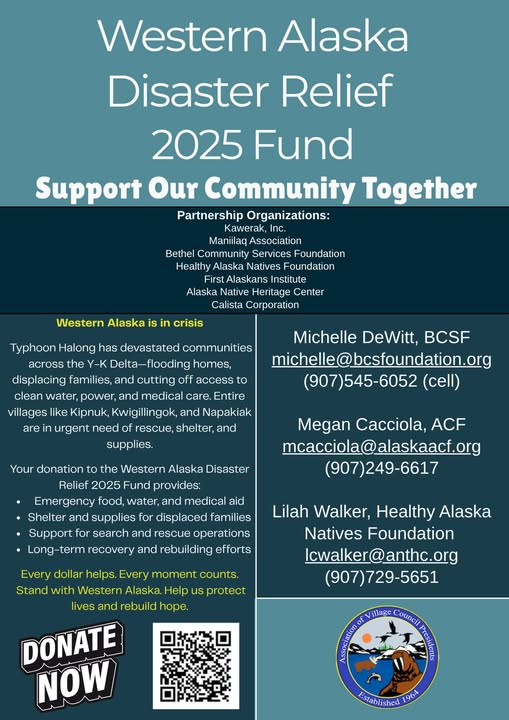 Western Alaska
Disaster Relief
2025 Fund
Support Our Community Together
Partnership Organizations:
Kawerak, Inc.
Maniilaq Association
Bethel Community Services Foundation
Healthy Alaska Natives Foundation
First Alaskans Institute
Alaska Native Heritage Center
Calista Corporation
Western Alaska is in crisis
Typhoon Halong has devastated communities
across the Y-K Delta—flooding homes,
displacing families, and cutting off access to
clean water, power, and medical care. Entire
villages like Kipnuk, Kwigillingok, and Napakiak
are in urgent need of rescue, shelter, and
supplies.
Your donation to the Western Alaska Disaster
Relief 2025 Fund provides:
• Emergency food, water, and medical aid
• Shelter and supplies for displaced families
• Support for search and rescue operations
• Long-term recovery and rebuilding efforts
Every dollar helps. Every moment counts.
Stand with Western Alaska. Help us protect
lives and rebuild hope.
DONATE
NOW
Michelle DeWitt, BCSF
michelle@bcsfoundation.org
(907)545-6052 (cell)
Megan Cacciola, ACF
mcacciola@alaskaacf.org
(907)249-6617
Lilah Walker, Healthy Alaska
Natives Foundation
lcwalker@anthc.org
(907)729-5651
Association of Village Council Presidents
Established 1964